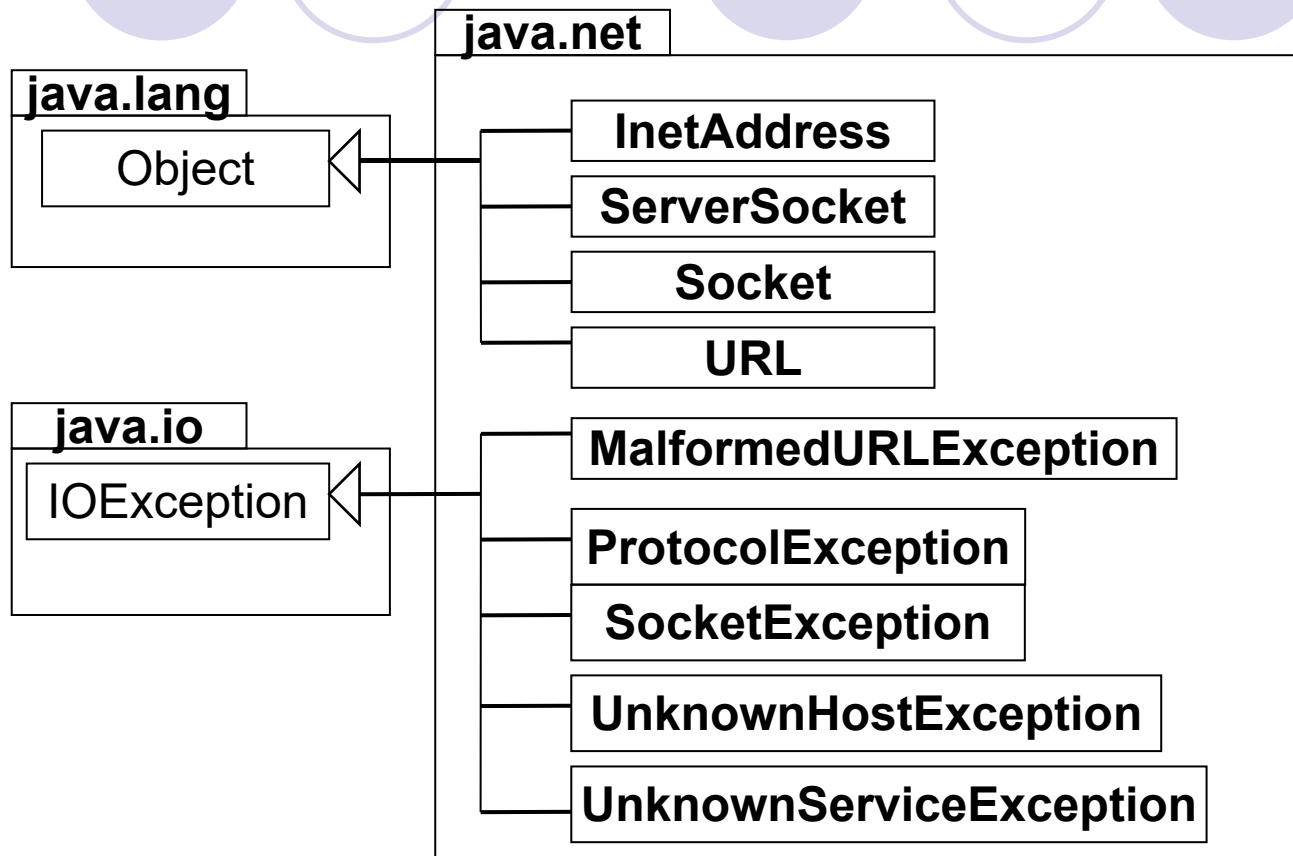 java.net
java.lang
Object
InetAddress
ServerSocket
Socket
URL
java.io
IOException
MalformedURLException
ProtocolException
SocketException
UnknownHostException
UnknownServiceException